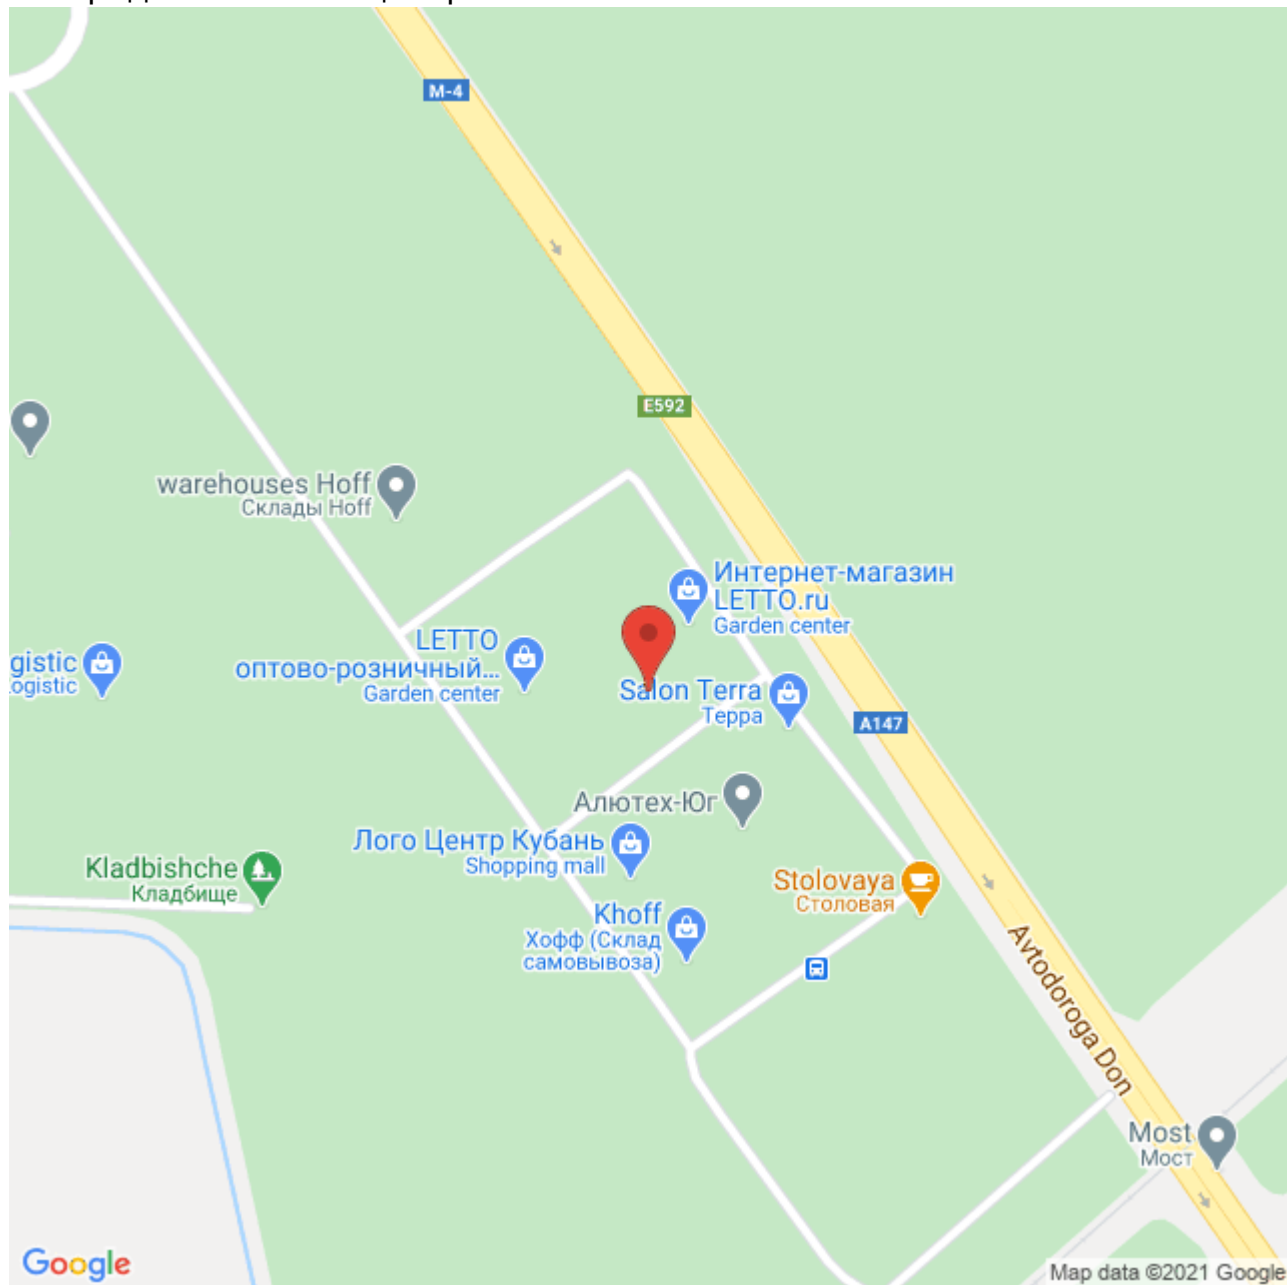 M-4
E592
warehouses Hoff
Склады Hoff
Интернет-магазин
LETTO.ru
Garden center
LETTO
оптово-розничный...
Garden center
gistic
ogistic
Salon Terra
Терра
A147
Алютех-Юг
Лого Центр Кубань
Shopping mall
Kladbishche
Кладбище
Stolovaya
Столовая
Khoff
Хофф (Склад
самовывоза)
Avtodoroga Don
Most
Мост
Google
Map data ©2021 Google